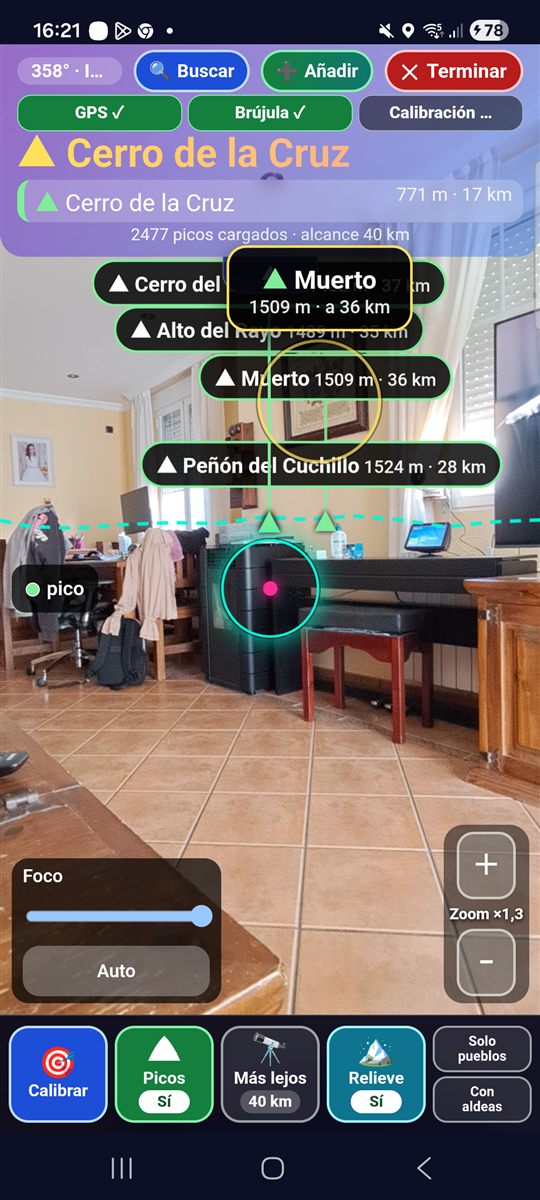 16:21
78
358° · l...
Buscar
Añadir
Terminar
GPS ✓
Brújula ✓
Calibración ...
Cerro de la Cruz
Cerro de la Cruz
771 m · 17 km
2477 picos cargados · alcance 40 km
Cerro del
37 km
Muerto
1509 m · a 36 km
Alto del Rayo 1489 m · 35 km
Muerto 1509 m · 36 km
Peñón del Cuchillo 1524 m · 28 km
pico
Foco
Auto
+
Zoom ×1,3
-
Calibrar
Picos
Sí
Más lejos
40 km
Relieve
Sí
Solo
pueblos
Con
aldeas